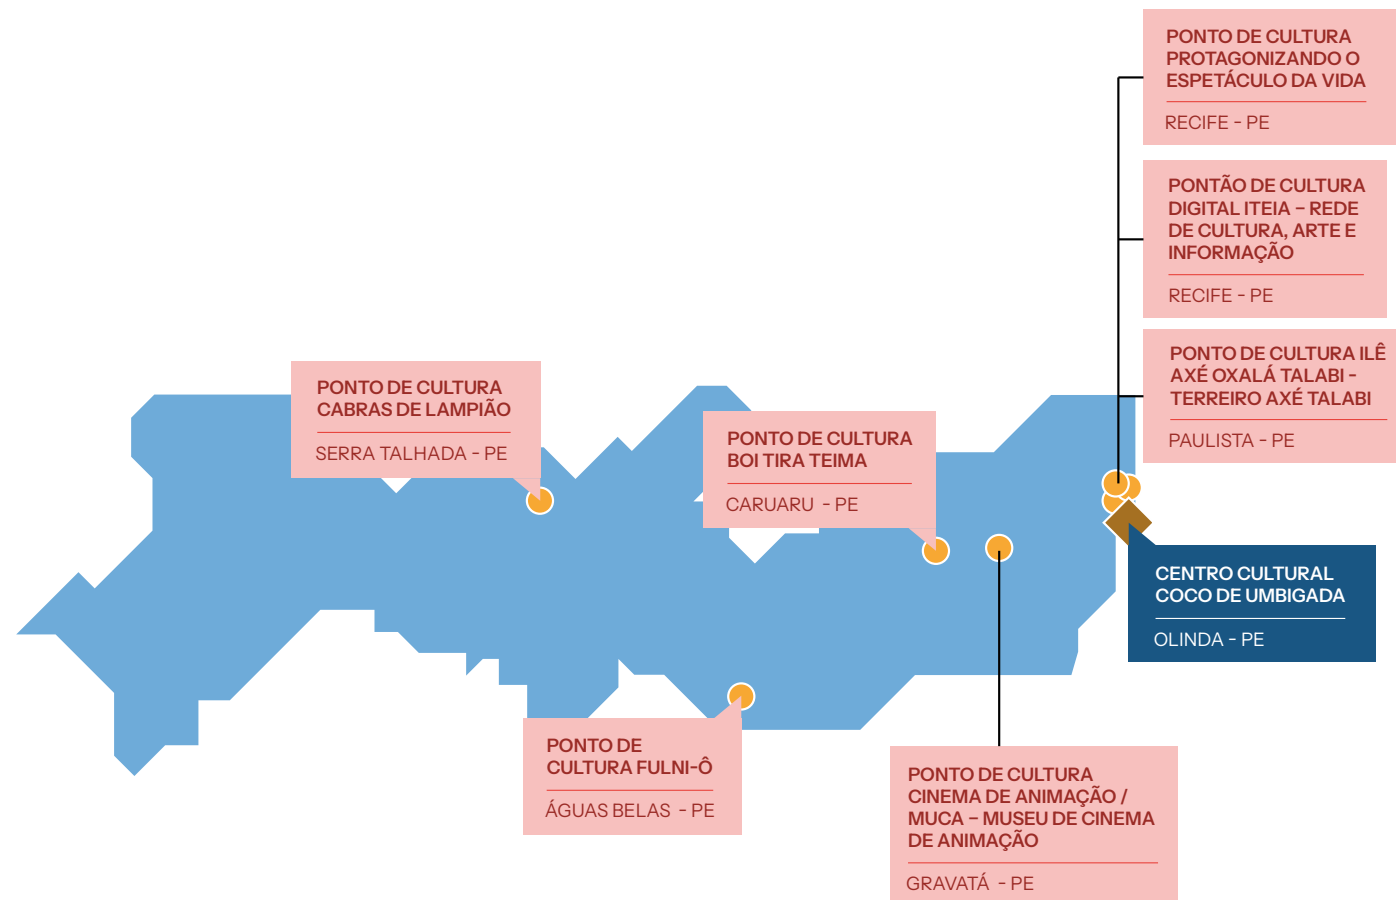 PONTO DE CULTURA
PROTAGONIZANDO O
ESPETÁCULO DA VIDA
RECIFE - PE
PONTÃO DE CULTURA
DIGITAL ITEIA – REDE
DE CULTURA, ARTE E
INFORMAÇÃO
RECIFE - PE
PONTO DE CULTURA ILÊ
AXÉ OXALÁ TALABI -
TERREIRO AXÉ TALABI
PAULISTA - PE
PONTO DE CULTURA
CABRAS DE LAMPIÃO
SERRA TALHADA - PE
PONTO DE CULTURA
BOI TIRA TEIMA
CARUARU - PE
CENTRO CULTURAL
COCO DE UMBIGADA
OLINDA - PE
PONTO DE
CULTURA FULNI-Ô
ÁGUAS BELAS - PE
PONTO DE CULTURA
CINEMA DE ANIMAÇÃO /
MUCA – MUSEU DE CINEMA
DE ANIMAÇÃO
GRAVATÁ - PE